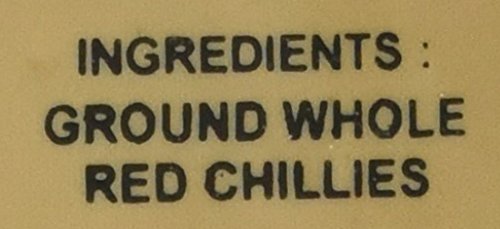 INGREDIENTS :
GROUND WHOLE
RED CHILLIES